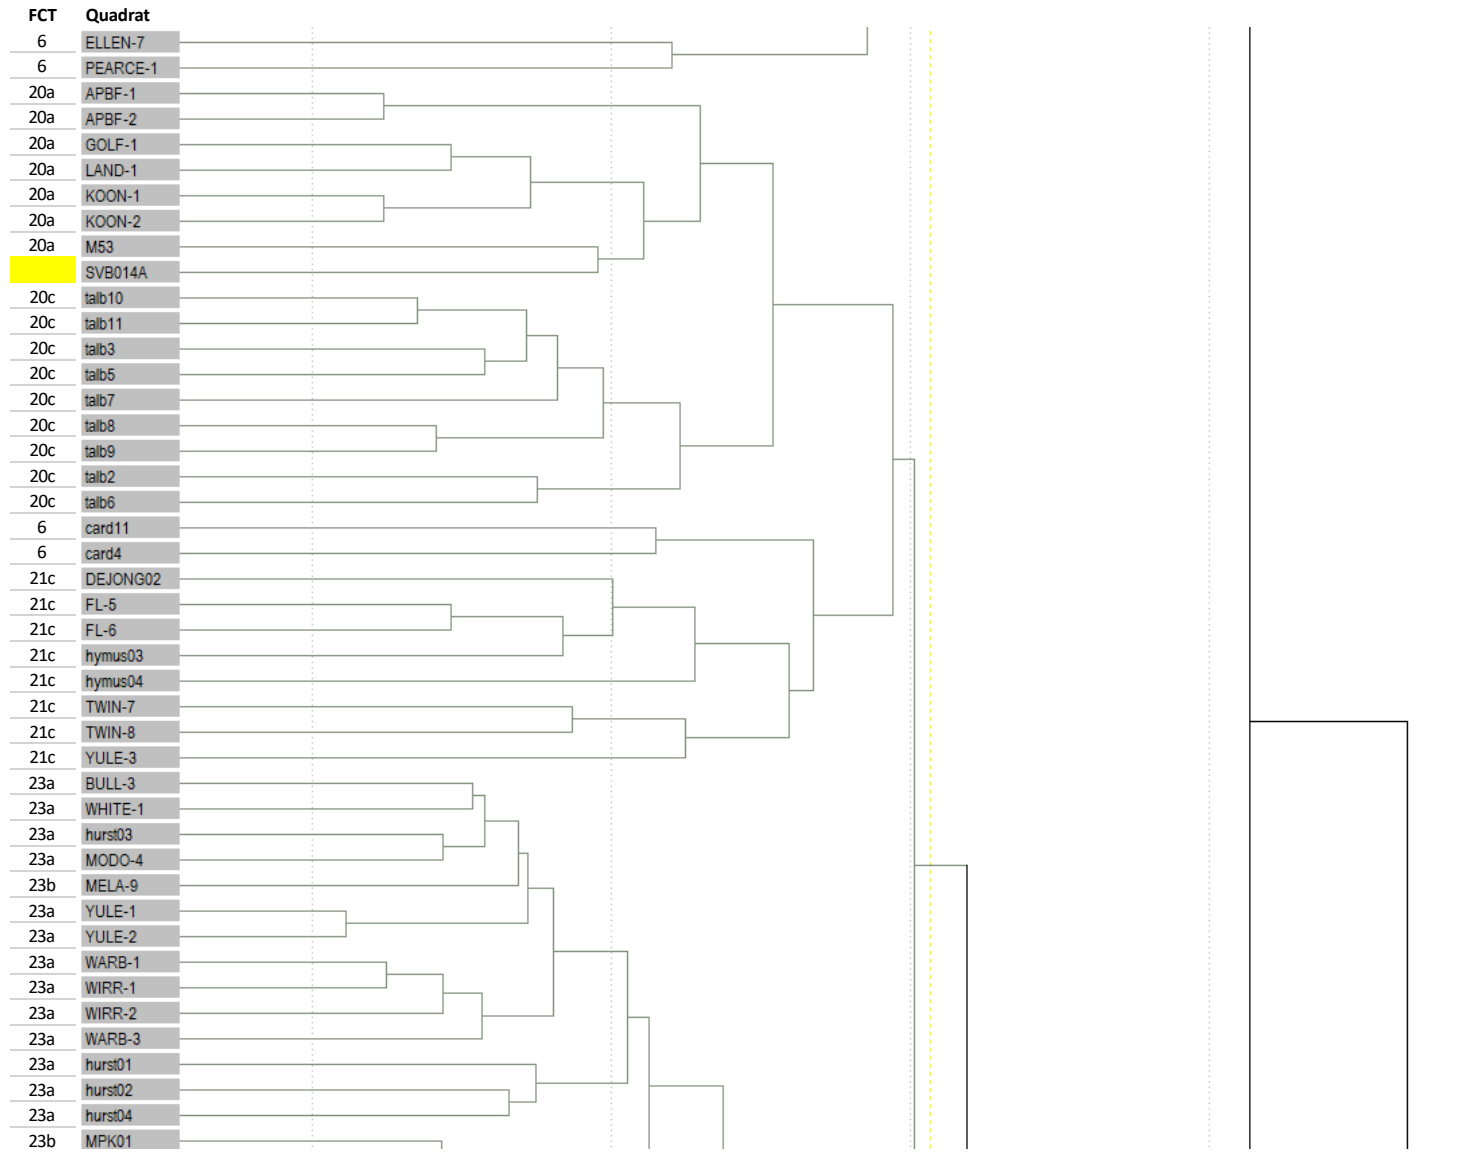 FCT Quadrat
6 ELLEN-7
6 PEARCE-1
20a APBF-1
20a APBF-2
20a GOLF-1
20a LAND-1
20a KOON-1
20a KOON-2
20a M53
SVB014A
20c talb10
20c talb11
20c talb3
20c talb5
20c talb7
20c talb8
20c talb9
20c talb2
20c talb6
6 card11
6 card4
21c DEJONG02
21c FL-5
21c FL-6
21c hymus03
21c hymus04
21c TWIN-7
21c TWIN-8
21c YULE-3
23a BULL-3
23a WHITE-1
23a hurst03
23a MODO-4
23b MELA-9
23a YULE-1
23a YULE-2
23a WARB-1
23a WIRR-1
23a WIRR-2
23a WARB-3
23a hurst01
23a hurst02
23a hurst04
23b MPK01